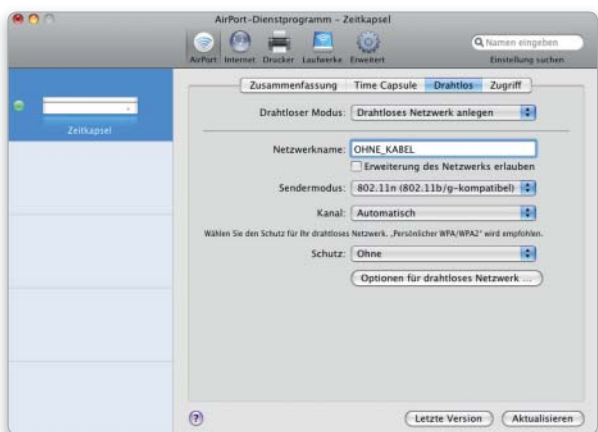 AirPort-Dienstprogramm – Zeitkapsel
AirPort Internet Drucker Laufwerke Erweitert
Namen eingeben
Einstellung suchen
Zeitkapsel
Zusammenfassung Time Capsule Drahtlos Zugriff
Drahtloser Modus: Drahtloses Netzwerk anlegen
Netzwerkname: OHNE_KABEL
Erweiterung des Netzwerks erlauben
Sendermodus: 802.11n (802.11b/g-kompatibel)
Kanal: Automatisch
Wählen Sie den Schutz für Ihr drahtloses Netzwerk. „Persönlicher WPA/WPA2“ wird empfohlen.
Schutz: Ohne
Optionen für drahtloses Netzwerk ...
?
Letzte Version Aktualisieren